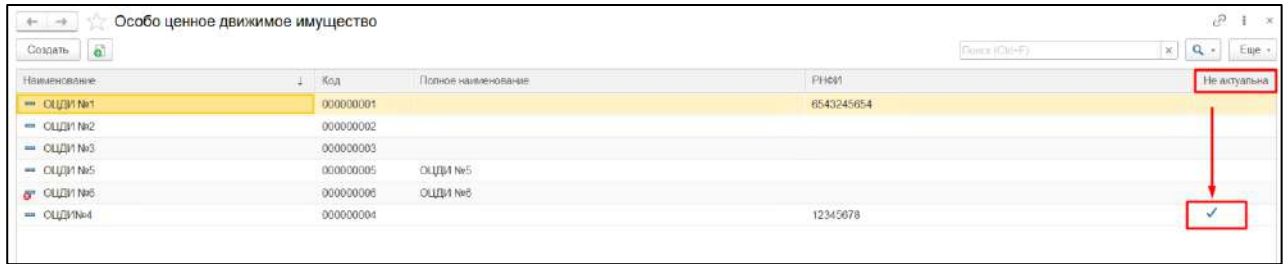 Особо ценное движимое имущество
Создать Поиск (Ctrl+F) Еще
Наименование Код Полное наименование РНФИ Не актуальна
ОЦДИ №1 000000001 6543245654
ОЦДИ №2 000000002
ОЦДИ №3 000000003
ОЦДИ №5 000000005 ОЦДИ №5
ОЦДИ №6 000000006 ОЦДИ №6
ОЦДИ№4 000000004 12345678